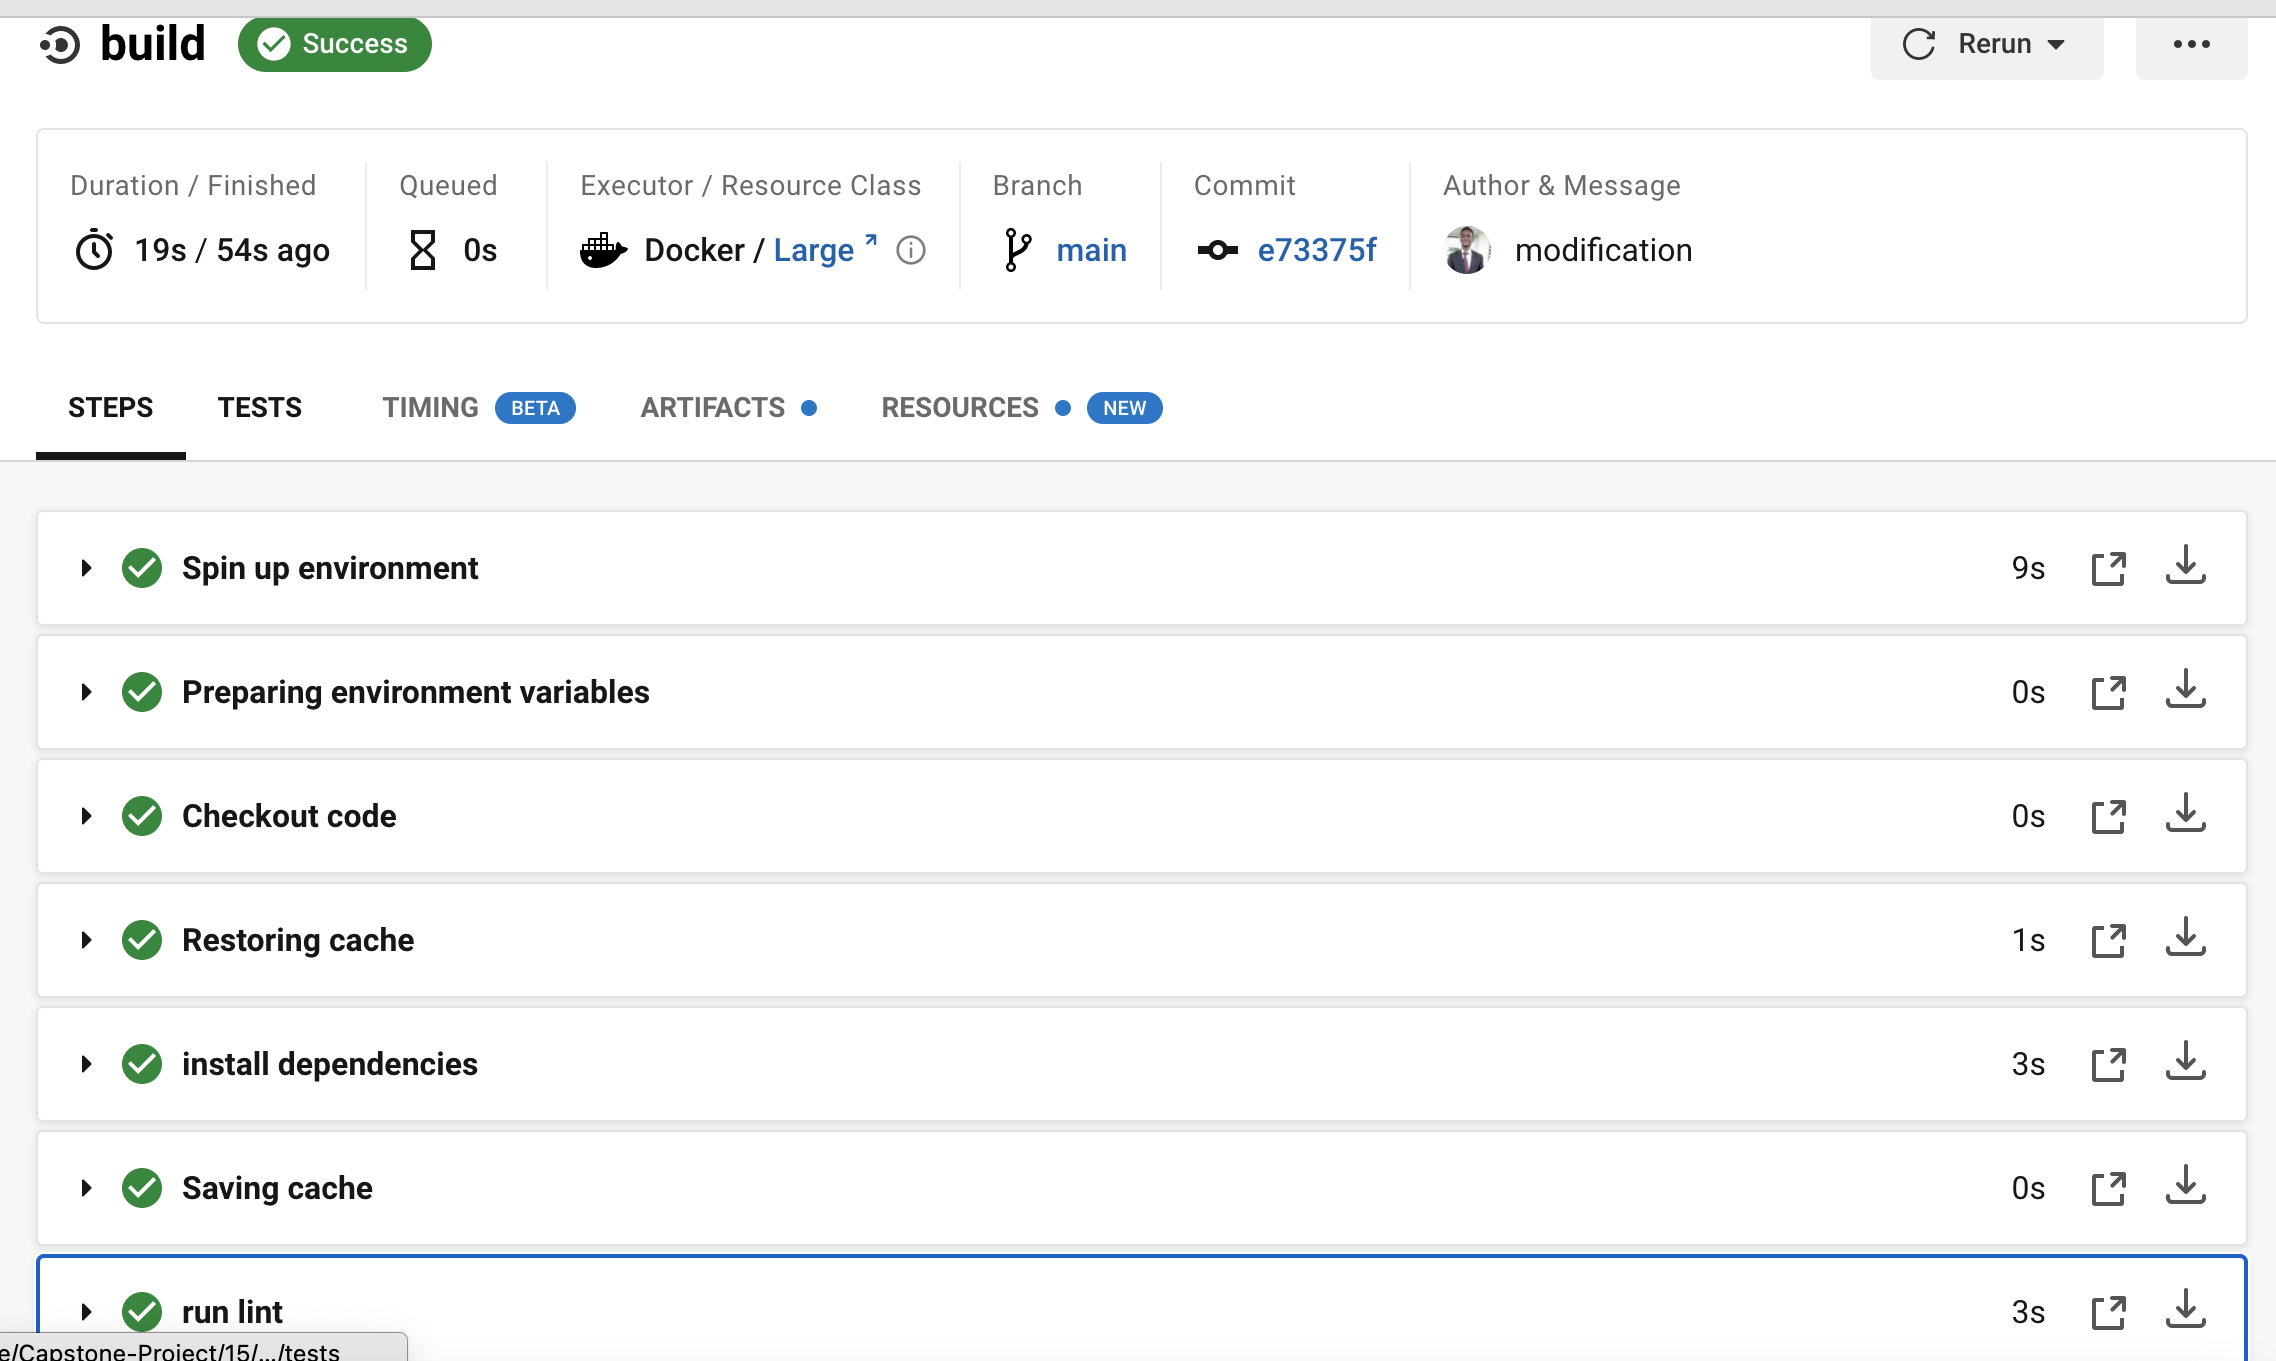 build Success Rerun
Duration / Finished Queued Executor / Resource Class Branch Commit Author & Message
19s / 54s ago 0s Docker / Large main e73375f modification
STEPS TESTS TIMING BETA ARTIFACTS RESOURCES NEW
Spin up environment 9s
Preparing environment variables 0s
Checkout code 0s
Restoring cache 1s
install dependencies 3s
Saving cache 0s
run lint 3s
e/Capstone-Project/15/.../tests